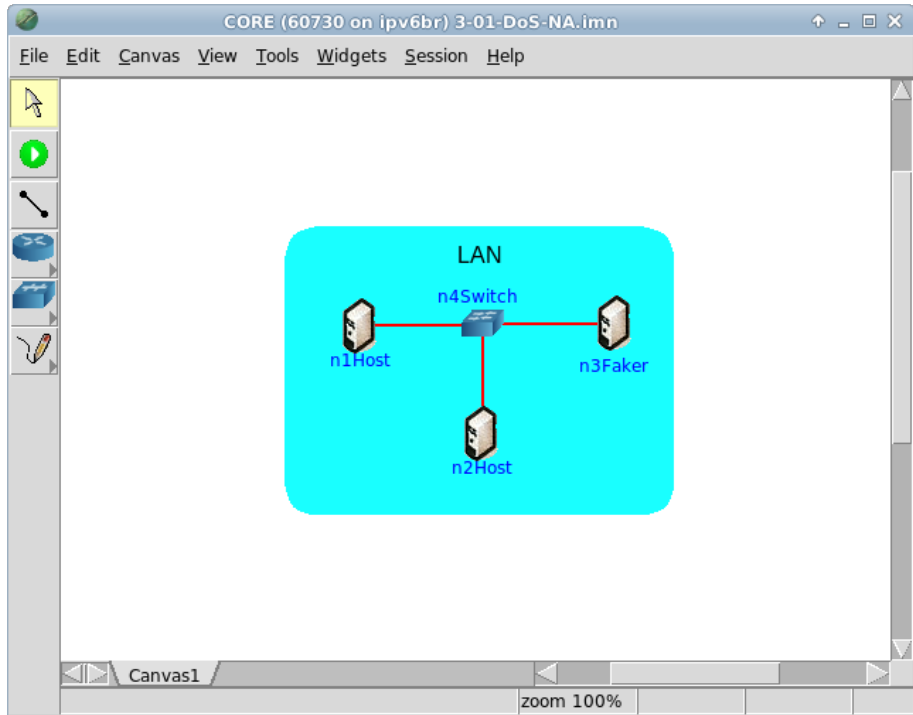 CORE (60730 on ipv6br) 3-01-DoS-NA.imn
File Edit Canvas View Tools Widgets Session Help
LAN
n4Switch
n1Host
n3Faker
n2Host
Canvas1
zoom 100%